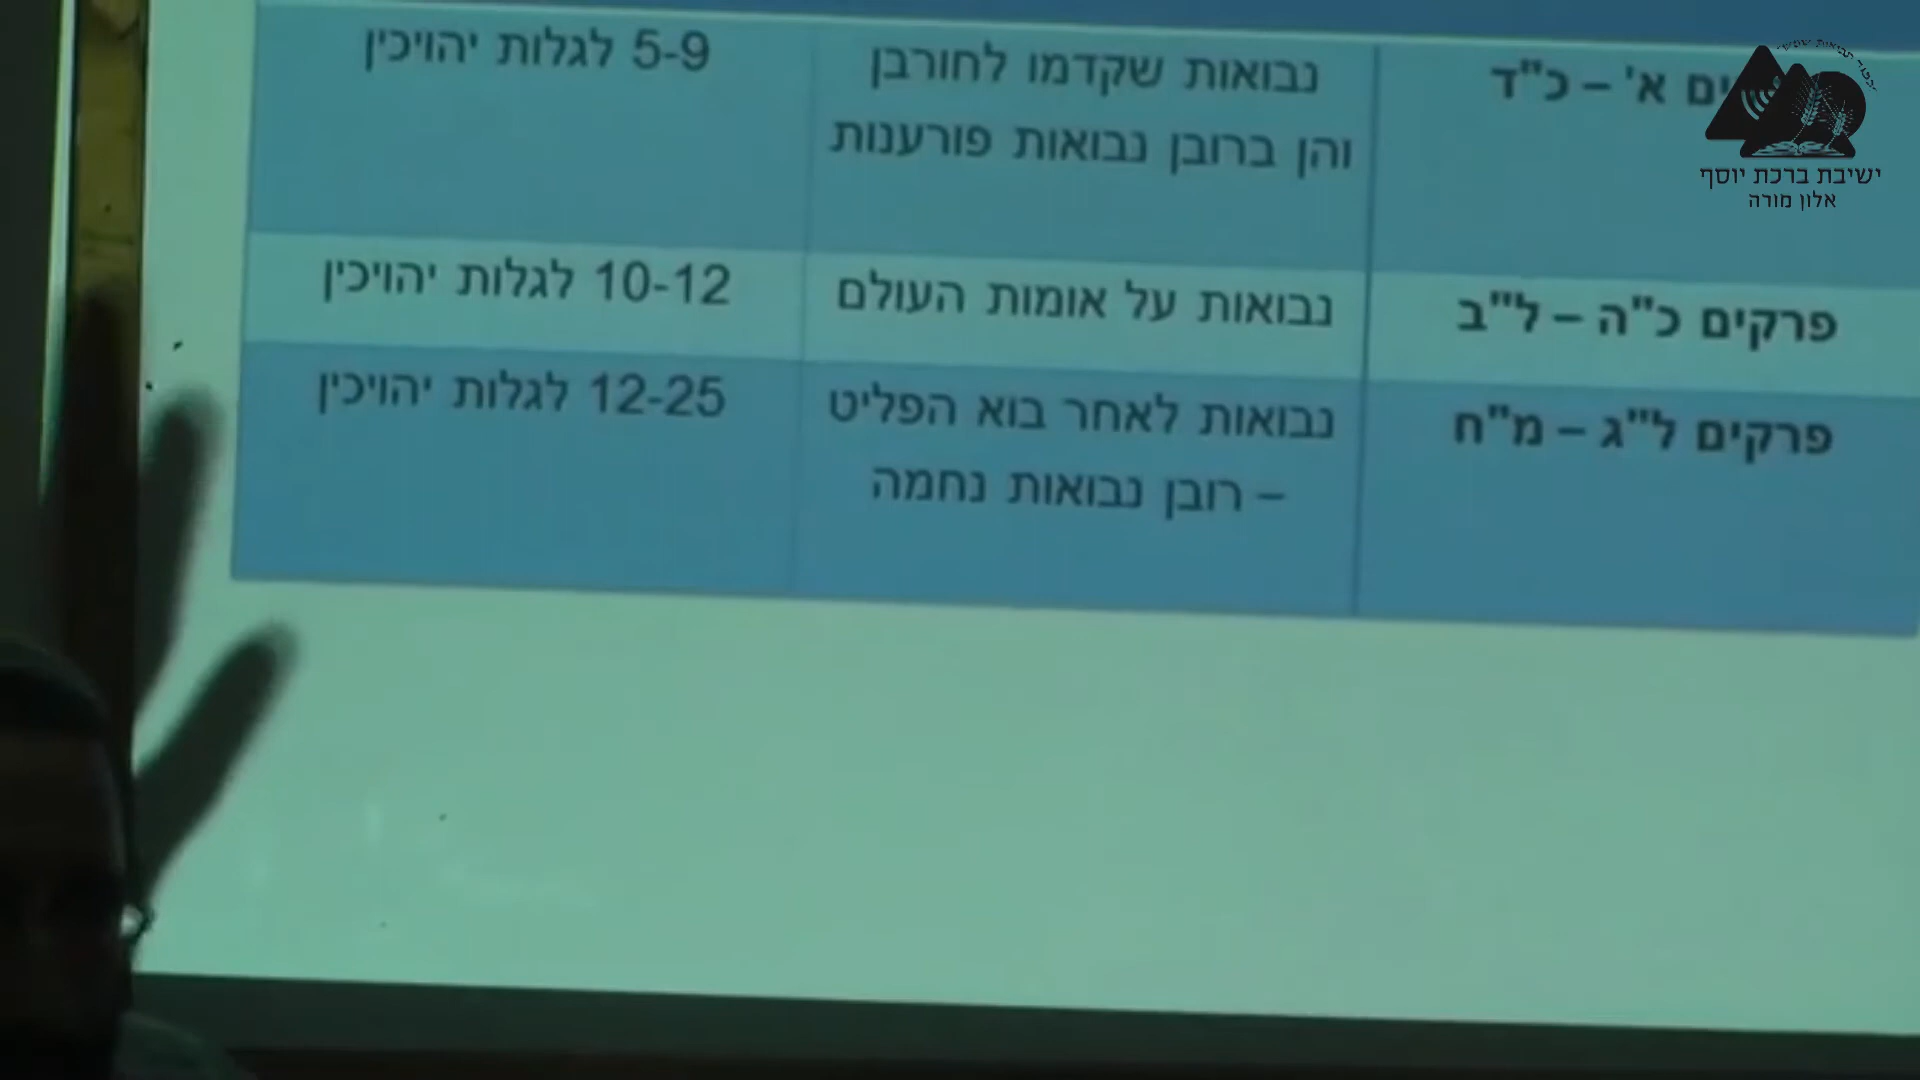 א' – כ"ד
נבואות שקדמו לחורבן
והן ברובן נבואות פורענות
5-9 לגלות יהויכין
פרקים כ"ה – ל"ב
נבואות על אומות העולם
10-12 לגלות יהויכין
פרקים ל"ג – מ"ח
נבואות לאחר בוא הפליט
– רובן נבואות נחמה
12-25 לגלות יהויכין
ישיבת ברכת יוסף
אלון מורה